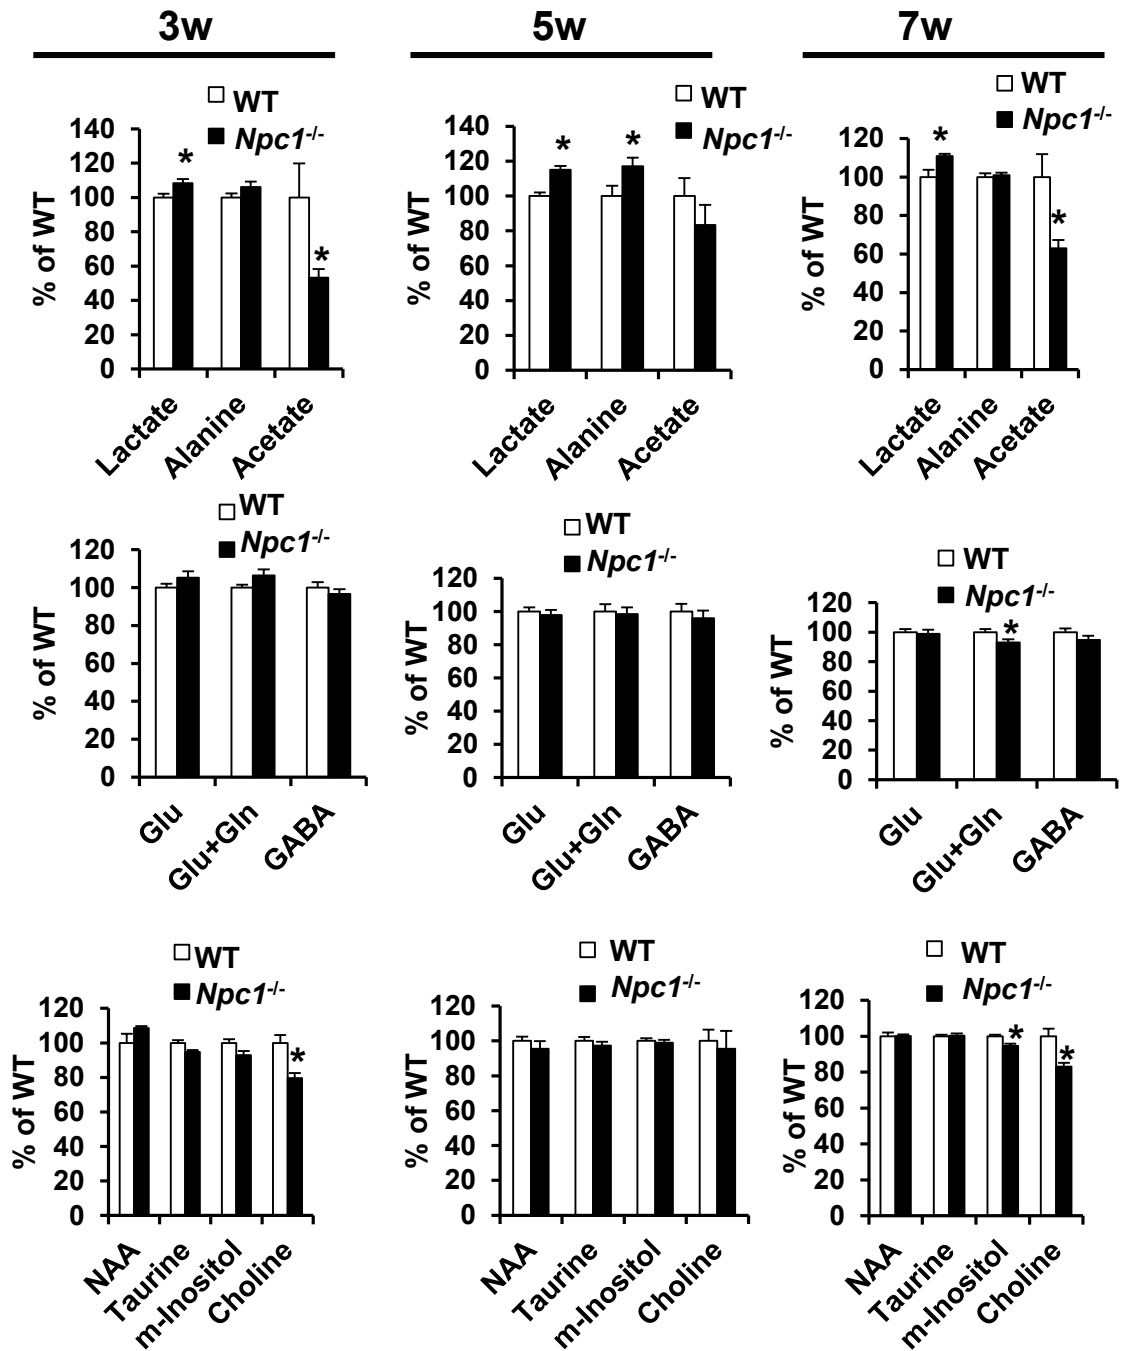 3w
5w
7w
WT
Npc1-/-
% of WT
140
120
100
80
60
40
20
0
Lactate
Alanine
Acetate
*
*
WT
Npc1-/-
% of WT
140
120
100
80
60
40
20
0
Lactate
Alanine
Acetate
*
*
WT
Npc1-/-
% of WT
120
100
80
60
40
20
0
Lactate
Alanine
Acetate
*
*
WT
Npc1-/-
% of WT
120
100
80
60
40
20
0
Glu
Glu+Gln
GABA
WT
Npc1-/-
% of WT
120
100
80
60
40
20
0
Glu
Glu+Gln
GABA
WT
Npc1-/-
% of WT
120
100
80
60
40
20
0
Glu
Glu+Gln
GABA
*
WT
Npc1-/-
% of WT
120
100
80
60
40
20
0
NAA
Taurine
m-Inositol
Choline
*
WT
Npc1-/-
% of WT
120
100
80
60
40
20
0
NAA
Taurine
m-Inositol
Choline
WT
Npc1-/-
% of WT
120
100
80
60
40
20
0
NAA
Taurine
m-Inositol
Choline
*
*